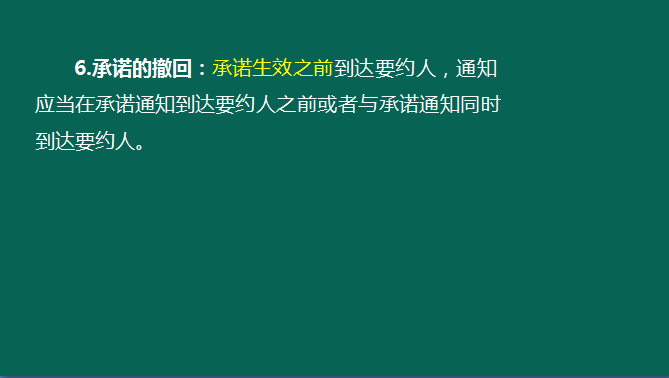 6.承诺的撤回：承诺生效之前到达要约人，通知
应当在承诺通知到达要约人之前或者与承诺通知同时
到达要约人。